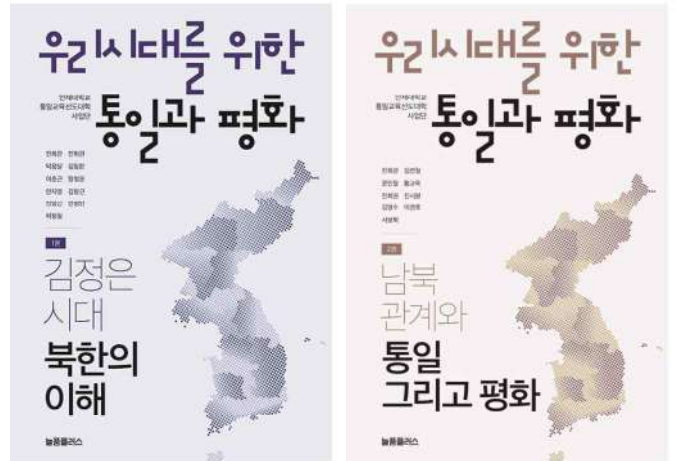 우리시대를 위한
통일과 평화
인제대학교
통일교육선도대학
사업단
1권
김정은
시대
북한의
이해
늘품플러스
우리시대를 위한
통일과 평화
인제대학교
통일교육선도대학
사업단
2권
남북
관계와
통일
그리고 평화
늘품플러스